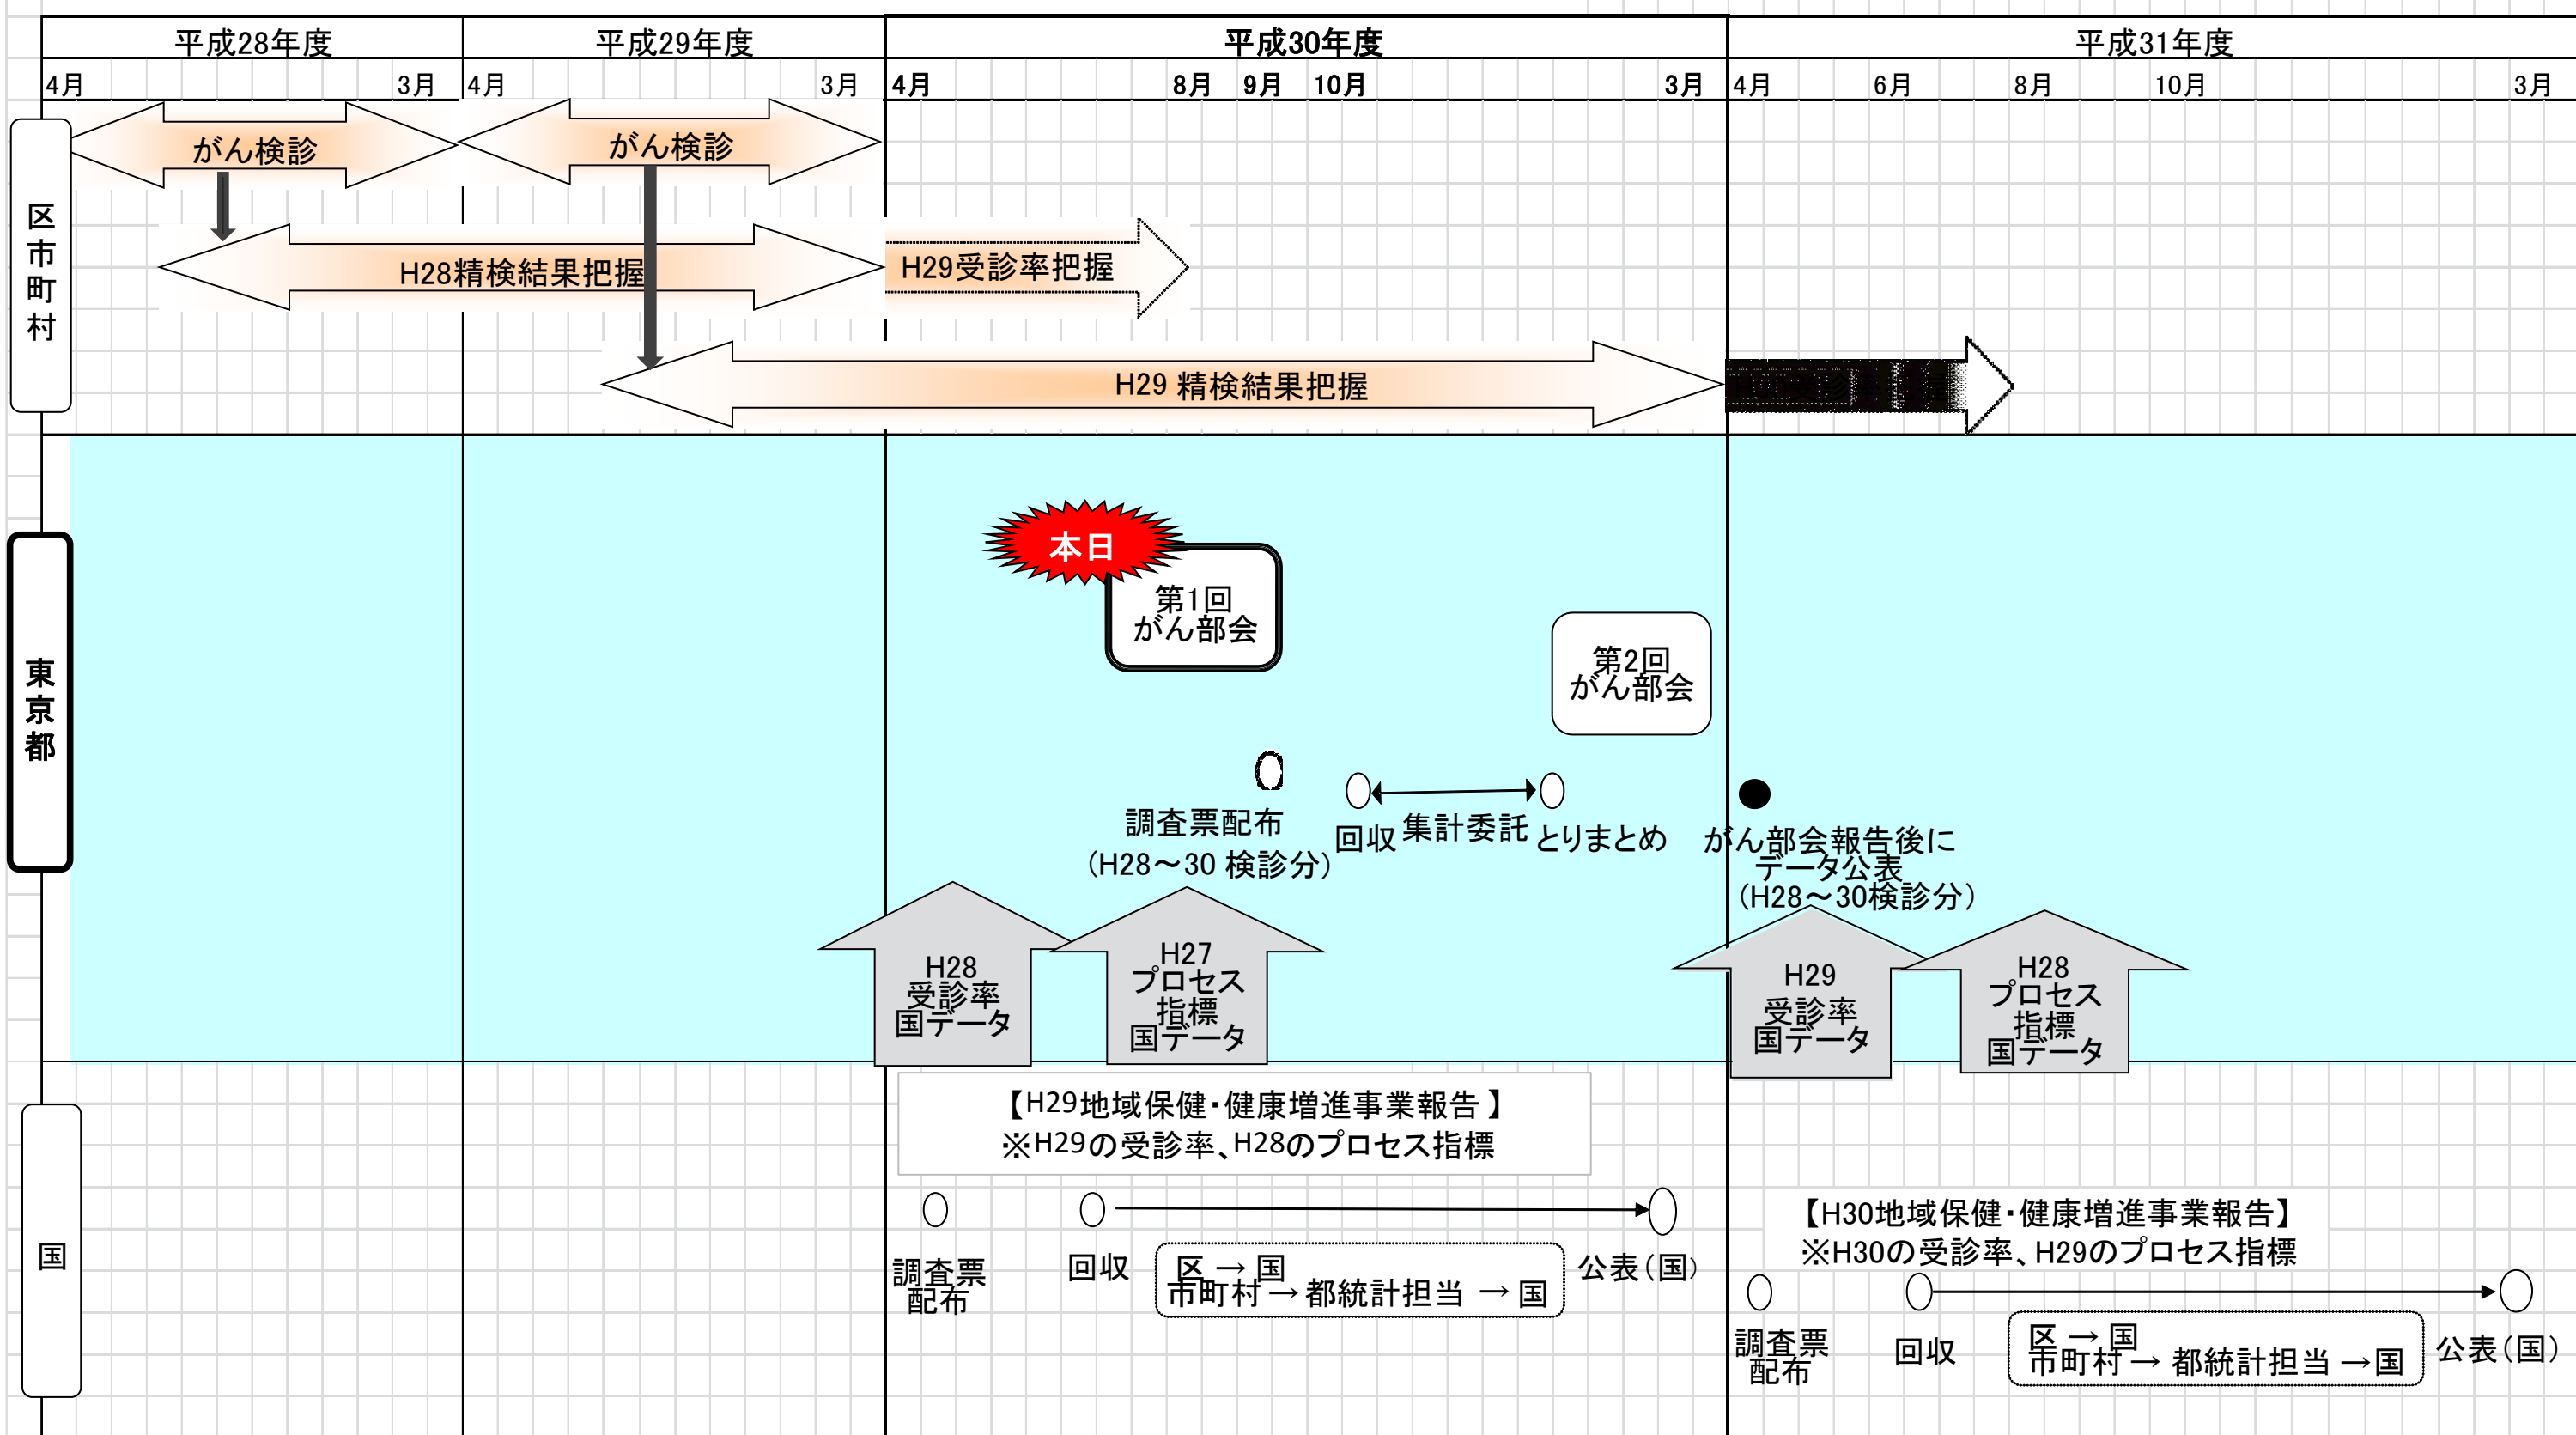 平成28年度
平成29年度
平成30年度
平成31年度
4月
3月
4月
3月
4月
8月
9月
10月
3月
4月
6月
8月
10月
3月
区市町村
がん検診
がん検診
H28精検結果把握
H29受診率把握
H29 精検結果把握
東京都
本日
第1回
がん部会
第2回
がん部会
調査票配布
(H28～30 検診分)
回収
集計委託
とりまとめ
がん部会報告後に
データ公表
(H28～30検診分)
H28
受診率
国データ
H27
プロセス
指標
国データ
H29
受診率
国データ
H28
プロセス
指標
国データ
国
【H29地域保健・健康増進事業報告 】
※H29の受診率、H28のプロセス指標
調査票
配布
回収
区 → 国
市町村 → 都統計担当 → 国
公表(国)
【H30地域保健・健康増進事業報告】
※H30の受診率、H29のプロセス指標
調査票
配布
回収
区 → 国
市町村 → 都統計担当 → 国
公表(国)